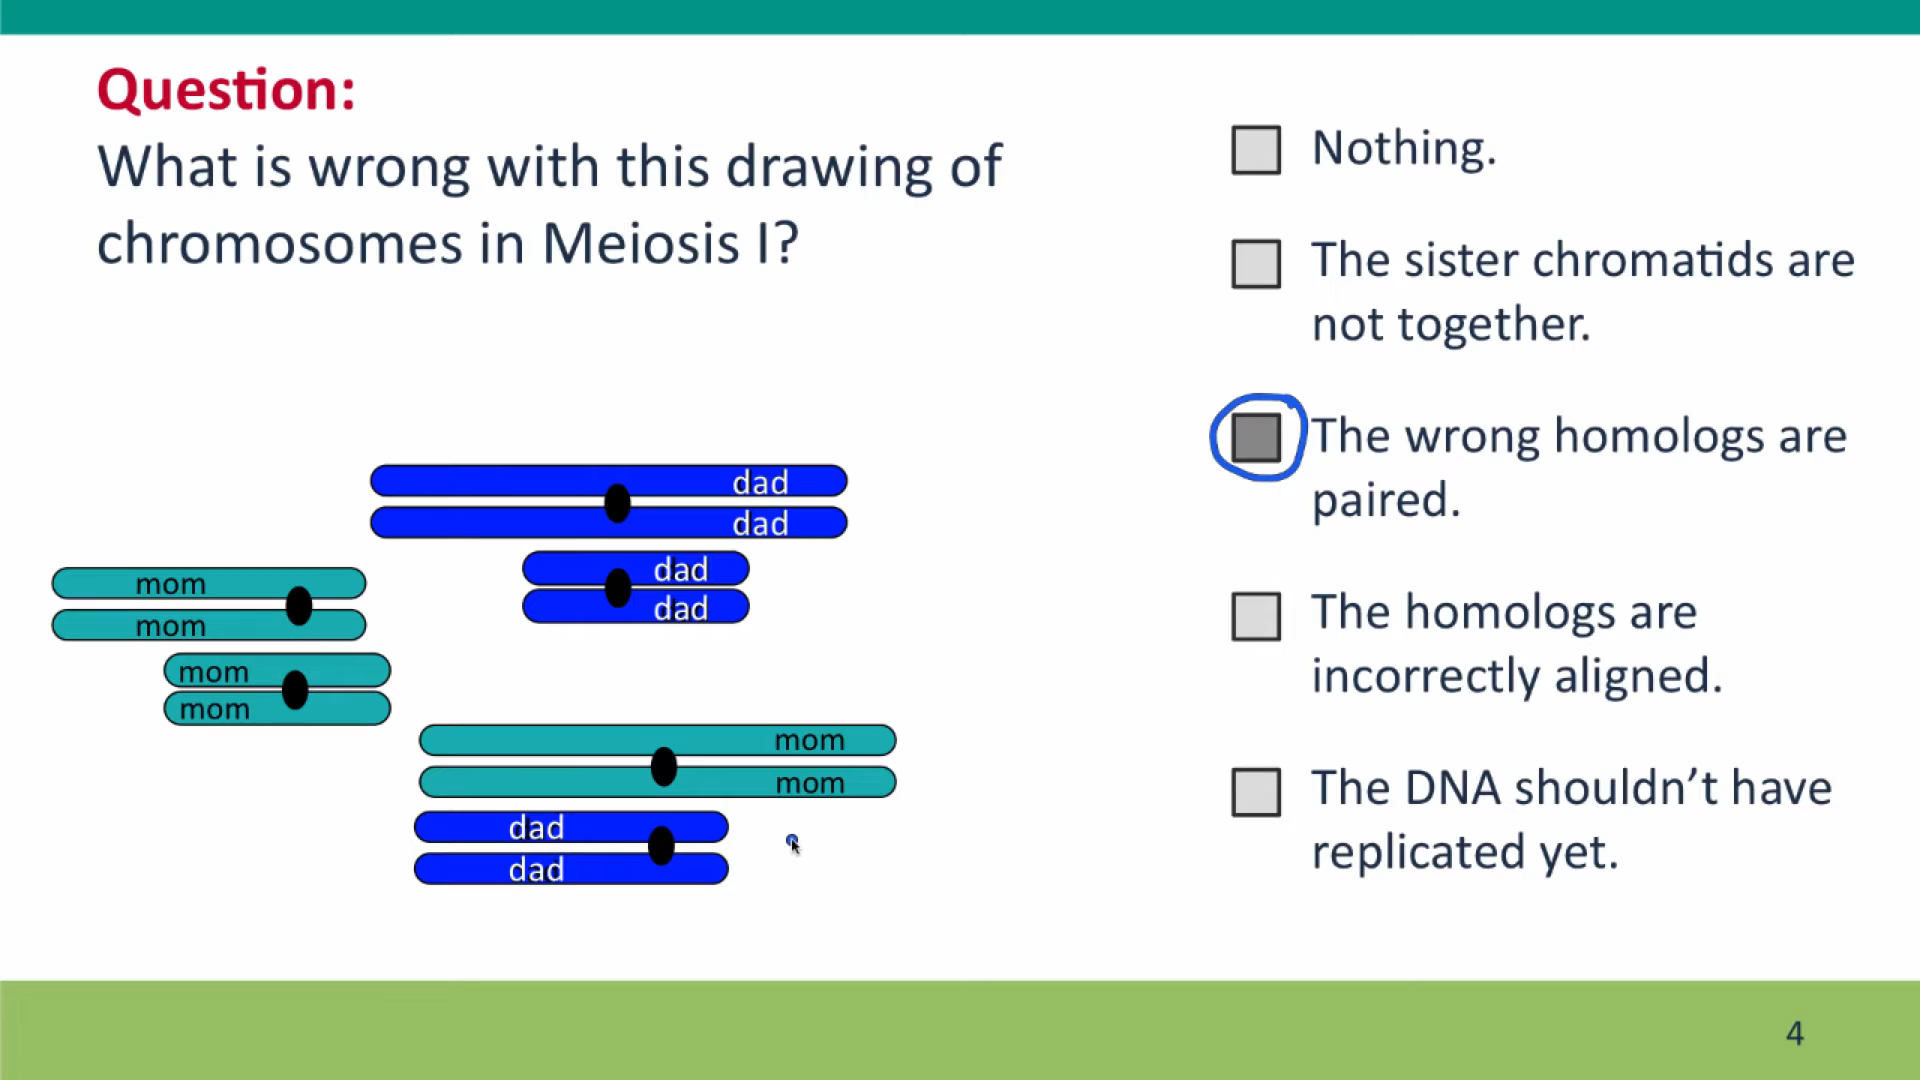 Question:
What is wrong with this drawing of
chromosomes in Meiosis I?
Nothing.
The sister chromatids are
not together.
The wrong homologs are
paired.
The homologs are
incorrectly aligned.
The DNA shouldn’t have
replicated yet.
dad
dad
dad
dad
mom
mom
mom
mom
mom
mom
dad
dad
4